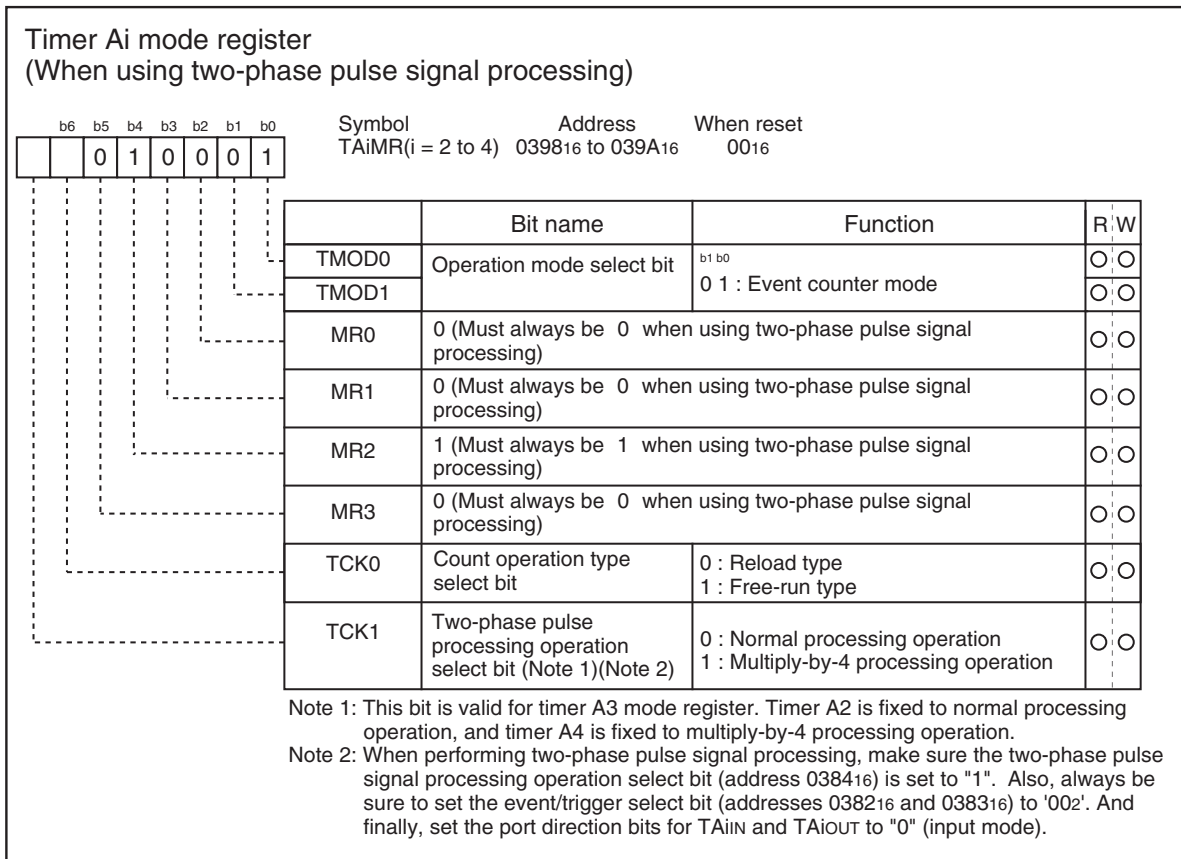 Timer Ai mode register
(When using two-phase pulse signal processing)
b6 b5 b4 b3 b2 b1 b0
0 1 0 0 0 1
Symbol Address When reset
TAiMR(i = 2 to 4) 039816 to 039A16 0016
Bit name Function R W
TMOD0 Operation mode select bit b1 b0
TMOD1 0 1 : Event counter mode
MR0 0 (Must always be 0 when using two-phase pulse signal
processing)
MR1 0 (Must always be 0 when using two-phase pulse signal
processing)
MR2 1 (Must always be 1 when using two-phase pulse signal
processing)
MR3 0 (Must always be 0 when using two-phase pulse signal
processing)
TCK0 Count operation type
select bit
0 : Reload type
1 : Free-run type
TCK1 Two-phase pulse
processing operation
select bit (Note 1)(Note 2)
0 : Normal processing operation
1 : Multiply-by-4 processing operation
Note 1: This bit is valid for timer A3 mode register. Timer A2 is fixed to normal processing
operation, and timer A4 is fixed to multiply-by-4 processing operation.
Note 2: When performing two-phase pulse signal processing, make sure the two-phase pulse
signal processing operation select bit (address 038416) is set to "1". Also, always be
sure to set the event/trigger select bit (addresses 038216 and 038316) to '002'. And
finally, set the port direction bits for TAiIN and TAiOUT to "0" (input mode).